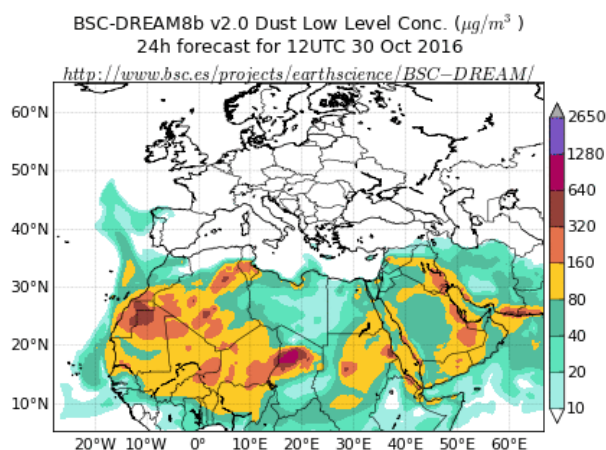 BSC-DREAM8b v2.0 Dust Low Level Conc. (μg/m³ )
24h forecast for 12UTC 30 Oct 2016
http://www.bsc.es/projects/earthscience/BSC−DREAM/
60°N
50°N
40°N
30°N
20°N
10°N
20°W 10°W 0° 10°E 20°E 30°E 40°E 50°E 60°E
2650
1280
640
320
160
80
40
20
10